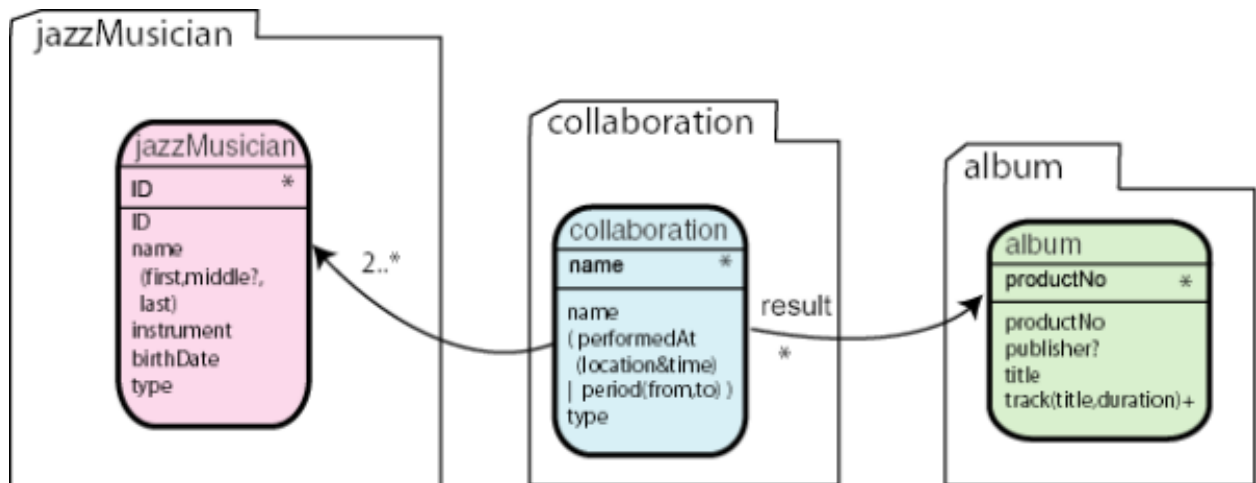 jazzMusician
jazzMusician
ID *
ID
name
(first,middle?,
last)
instrument
birthDate
type
2..*
collaboration
collaboration
name *
name
( performedAt
(location&time)
| period(from,to) )
type
result
*
album
album
productNo *
productNo
publisher?
title
track(title,duration)+